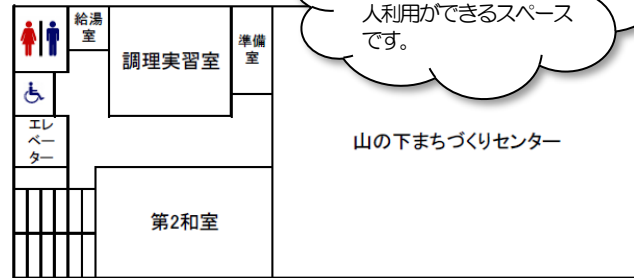 人利用ができるスペース
です。
給湯
室
調理実習室
準備
室
エレ
ベー
ター
山の下まちづくりセンター
第2和室